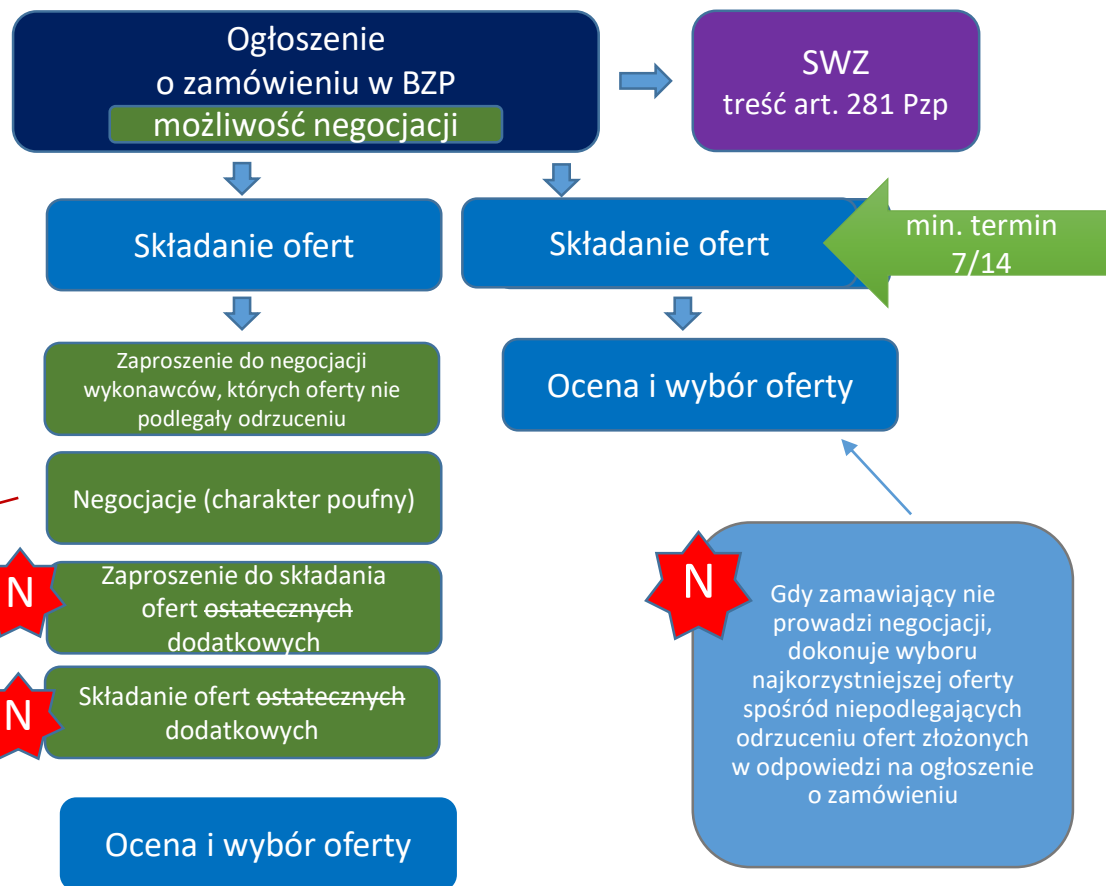 Ogłoszenie
o zamówieniu w BZP
możliwość negocjacji
SWZ
treść art. 281 Pzp
Składanie ofert
Składanie ofert
min. termin
7/14
Zaproszenie do negocjacji
wykonawców, których oferty nie
podlegały odrzuceniu
Ocena i wybór oferty
Negocjacje (charakter poufny)
N
Zaproszenie do składania
ofert ostatecznych
dodatkowych
N
Składanie ofert ostatecznych
dodatkowych
N
Gdy zamawiający nie
prowadzi negocjacji,
dokonuje wyboru
najkorzystniejszej oferty
spośród niepodlegających
odrzuceniu ofert złożonych
w odpowiedzi na ogłoszenie
o zamówieniu
Ocena i wybór oferty